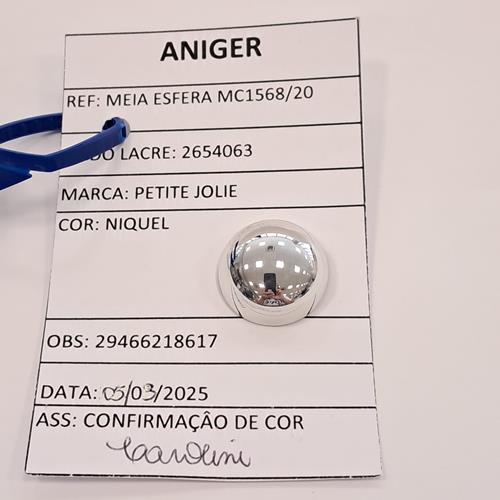 ANIGER
REF: MEIA ESFERA MC1568/20
DO LACRE: 2654063
MARCA: PETITE JOLIE
COR: NIQUEL
OBS: 29466218617
DATA: 05/03/2025
ASS: CONFIRMAÇÂO DE COR